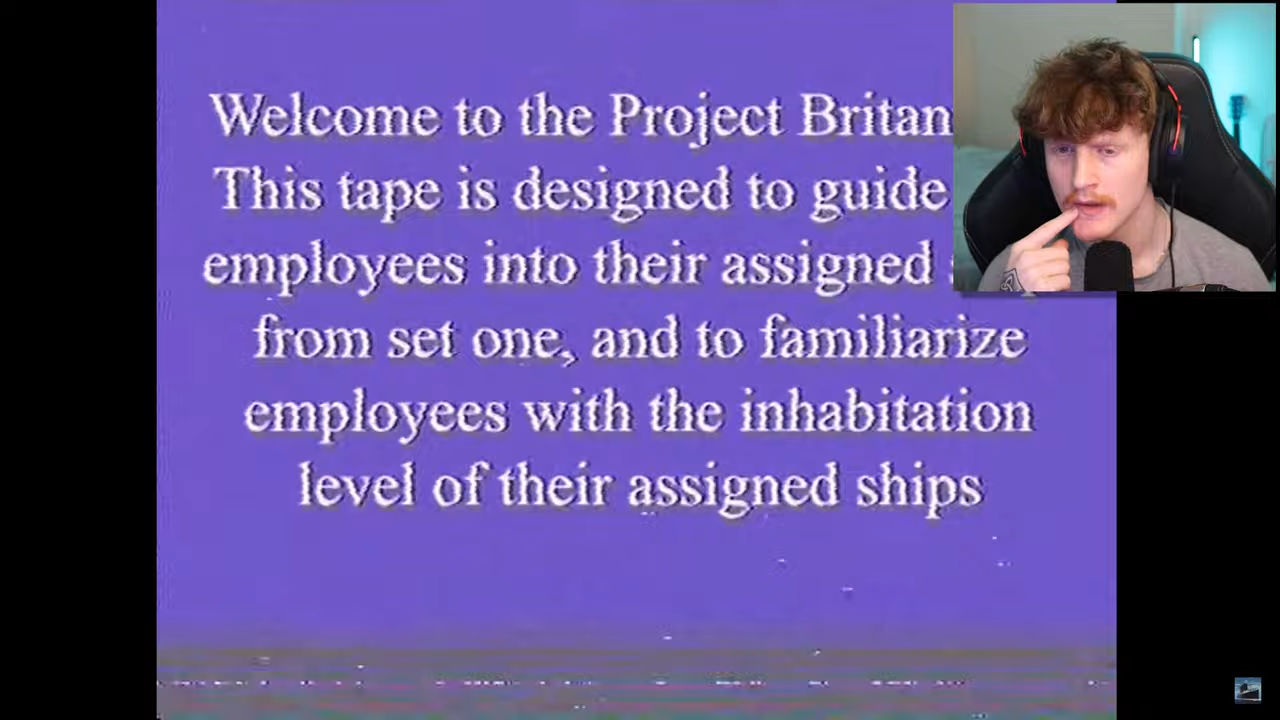 Welcome to the Project
This tape is designed to guide
employees into their assigned
from set one, and to familiarize
employees with the inhabitation
level of their assigned ships